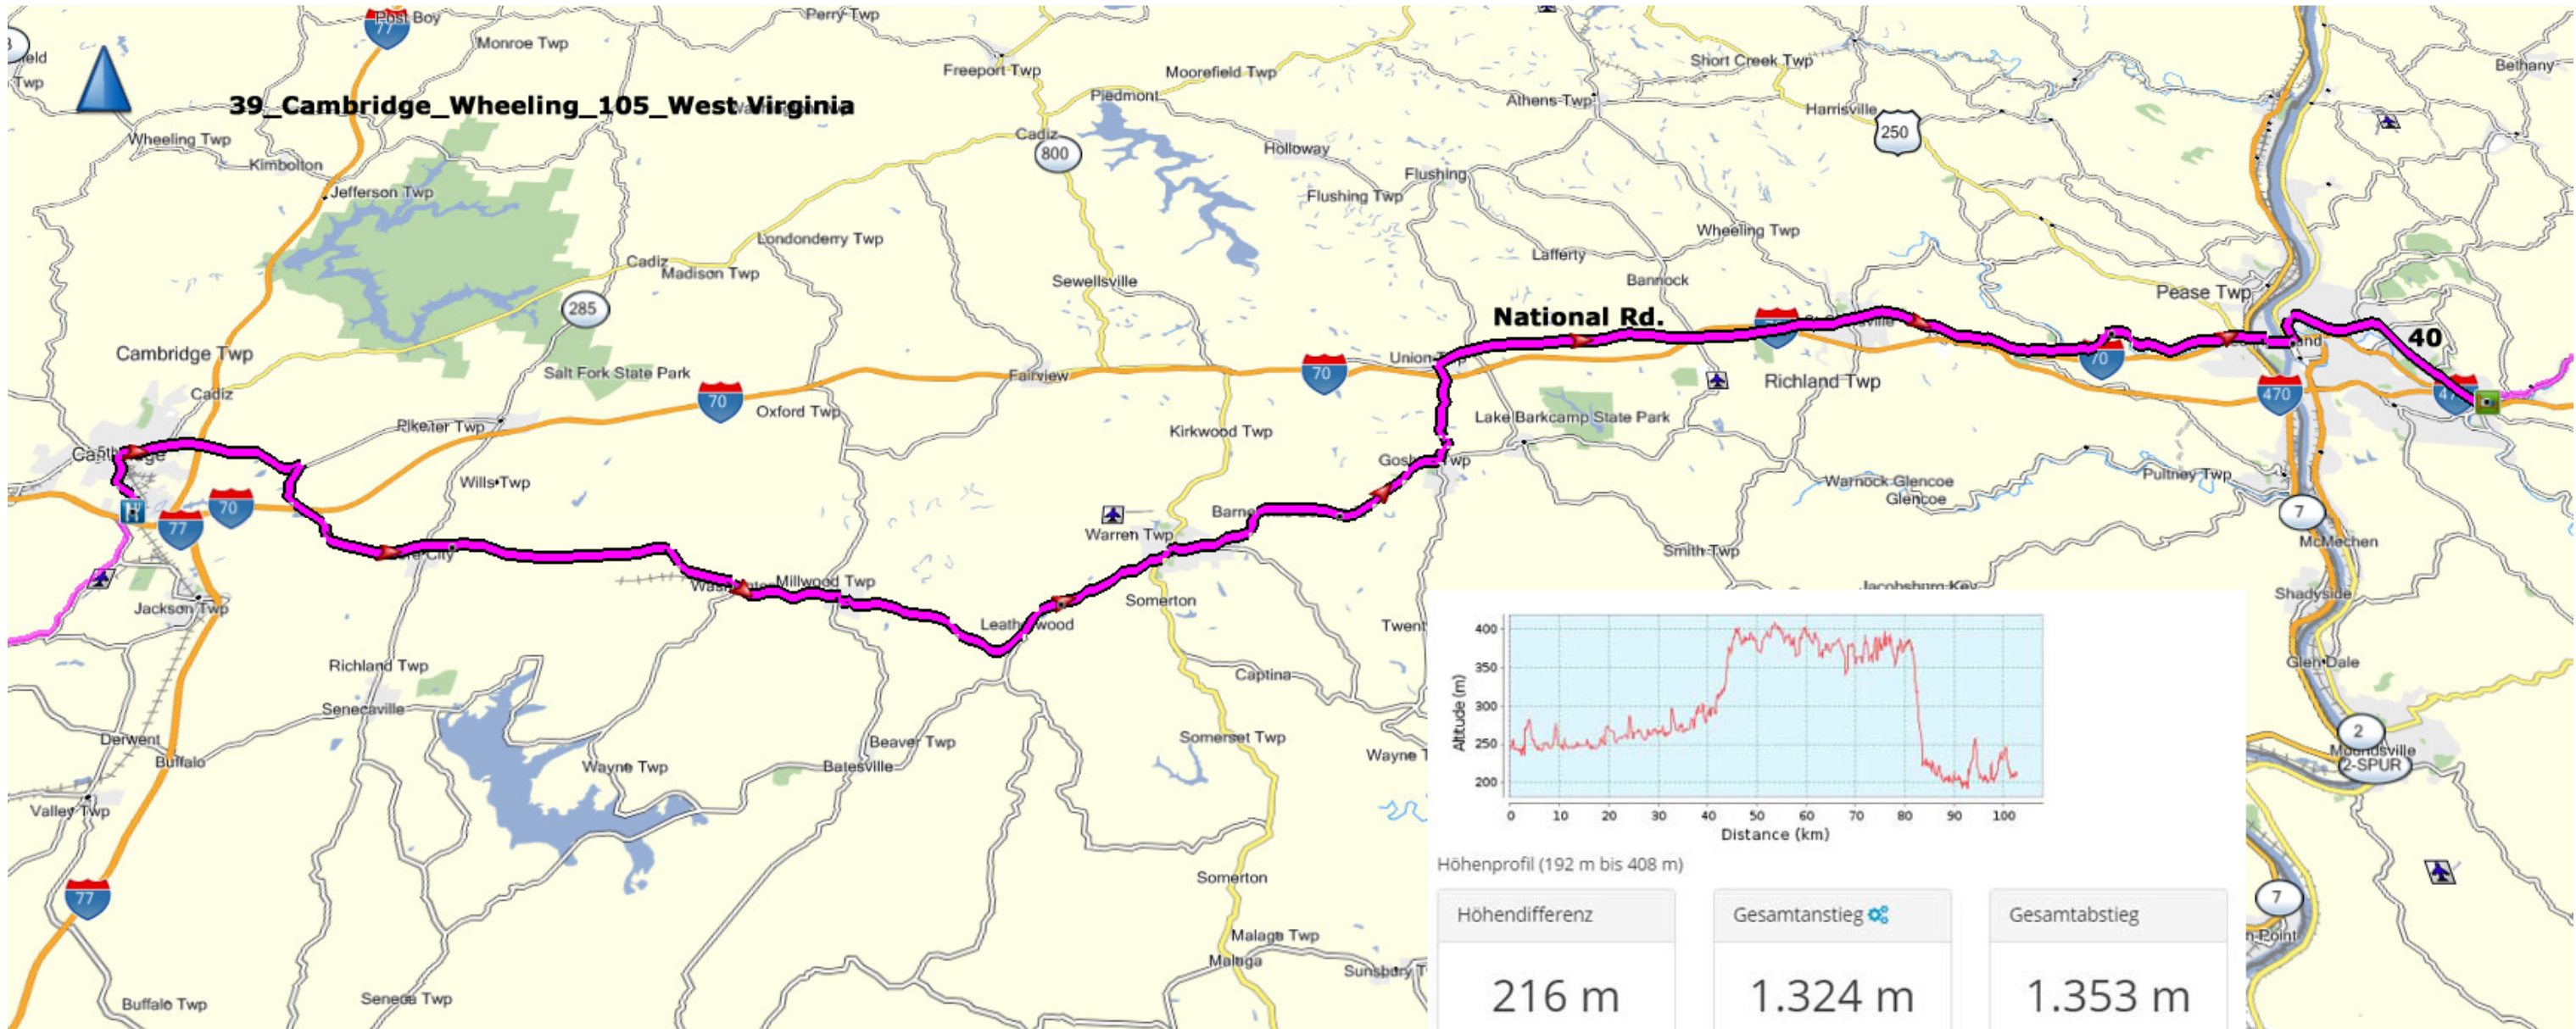 Post Boy
77
Perry Twp
Monroe Twp
Freeport Twp
Moorefield Twp
Short Creek Twp
Bethany
Twp
39_Cambridge_Wheeling_105_West Virginia
Piedmont
Athens Twp
Harrisville
250
Wheeling Twp
Kimbolton
Cadiz
800
Holloway
Jefferson Twp
Flushing
Flushing Twp
Londonderry Twp
Wheeling Twp
Cadiz
Madison Twp
Lafferty
Bannock
Sewellsville
285
Pease Twp
National Rd.
Cambridge Twp
40
Salt Fork State Park
Fairview
70
70
Richland Twp
70
470
Cadiz
Oxford Twp
Lake Barkcamp State Park
Kirkwood Twp
Wills Twp
Pultney Twp
Warnock Glencoe
Glencoe
70
77
7
Warren Twp
McMechen
Smith Twp
Millwood Twp
Jackson Twp
Somerton
Shadyside
Richland Twp
Glen Dale
Captina
Senecaville
Derwent
Buffalo
Beaver Twp
Somerset Twp
2
Moundsville
2-SPUR
Wayne Twp
Batesville
Valley Twp
77
Somerton
7
Malaga Twp
Malaga
Buffalo Twp
Seneca Twp
Altitude (m)
400
350
300
250
200
0 10 20 30 40 50 60 70 80 90 100
Distance (km)
Höhenprofil (192 m bis 408 m)
Höhendifferenz
216 m
Gesamtanstieg
1.324 m
Gesamtabstieg
1.353 m